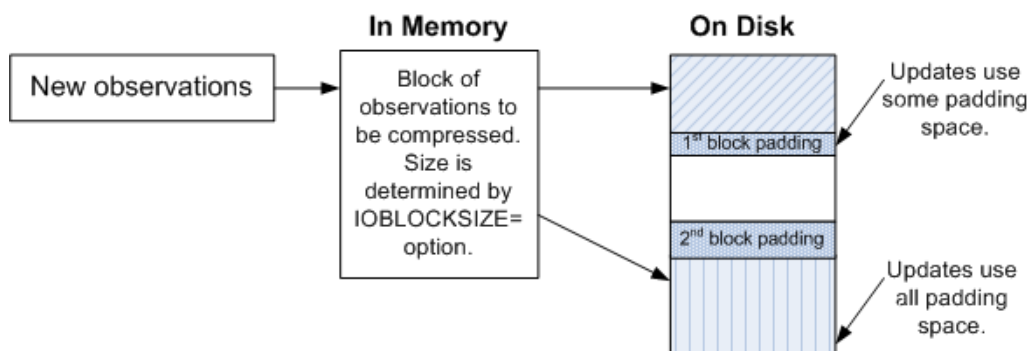 In Memory
On Disk
New observations
Block of
observations to
be compressed.
Size is
determined by
IOBLOCKSIZE=
option.
Updates use
some padding
space.
1st block padding
2nd block padding
Updates use
all padding
space.